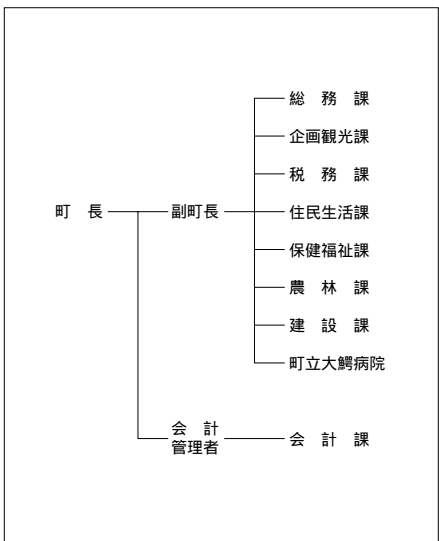 総務課
企画観光課
税務課
町長
副町長
住民生活課
保健福祉課
農林課
建設課
町立大鰐病院
会計
管理者
会計課